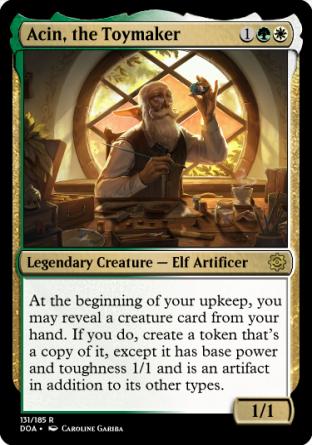 Acin, the Toymaker 1
Legendary Creature — Elf Artificer
At the beginning of your upkeep, you
may reveal a creature card from your
hand. If you do, create a token that's
a copy of it, except it has base power
and toughness 1/1 and is an artifact
in addition to its other types.
1/1
131/185 R
DOA • Caroline Gariba